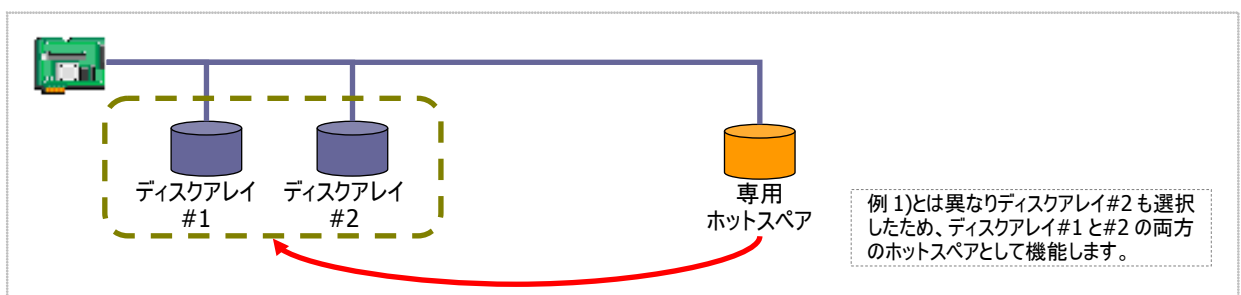 ディスクアレイ
#1
ディスクアレイ
#2
専用
ホットスペア
例 1)とは異なりディスクアレイ#2 も選択
したため、ディスクアレイ#1 と#2 の両方
のホットスペアとして機能します。